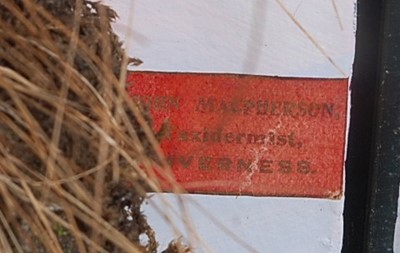 MACPHERSON,
Taxidermist,
INVERNESS.